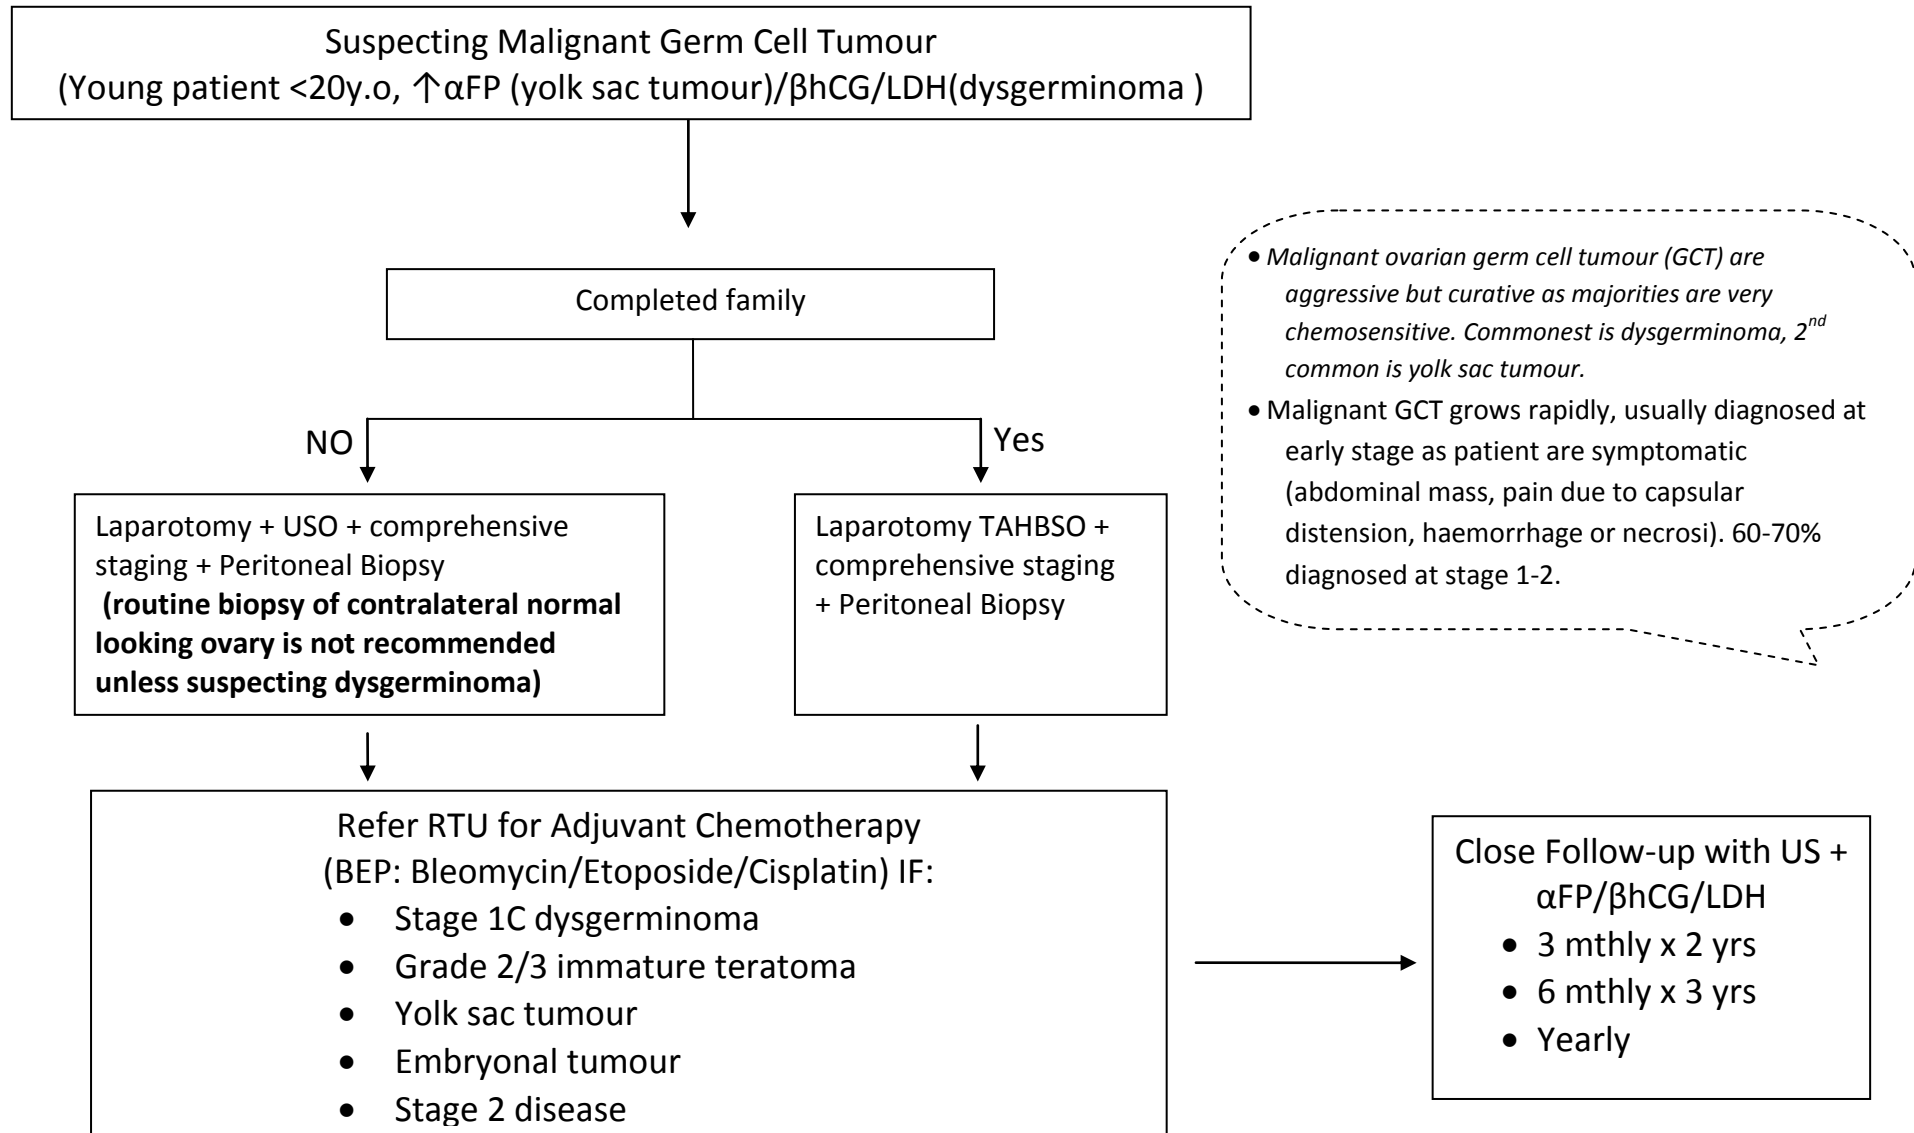 Suspecting Malignant Germ Cell Tumour
(Young patient <20y.o, ↑αFP (yolk sac tumour)/βhCG/LDH(dysgerminoma )
Completed family
• Malignant ovarian germ cell tumour (GCT) are
aggressive but curative as majorities are very
chemosensitive. Commonest is dysgerminoma, 2nd
common is yolk sac tumour.
• Malignant GCT grows rapidly, usually diagnosed at
early stage as patient are symptomatic
(abdominal mass, pain due to capsular
distension, haemorrhage or necrosi). 60-70%
diagnosed at stage 1-2.
NO
Yes
Laparotomy + USO + comprehensive
staging + Peritoneal Biopsy
(routine biopsy of contralateral normal
looking ovary is not recommended
unless suspecting dysgerminoma)
Laparotomy TAHBSO +
comprehensive staging
+ Peritoneal Biopsy
Refer RTU for Adjuvant Chemotherapy
(BEP: Bleomycin/Etoposide/Cisplatin) IF:
• Stage 1C dysgerminoma
• Grade 2/3 immature teratoma
• Yolk sac tumour
• Embryonal tumour
• Stage 2 disease
Close Follow-up with US +
αFP/βhCG/LDH
• 3 mthly x 2 yrs
• 6 mthly x 3 yrs
• Yearly